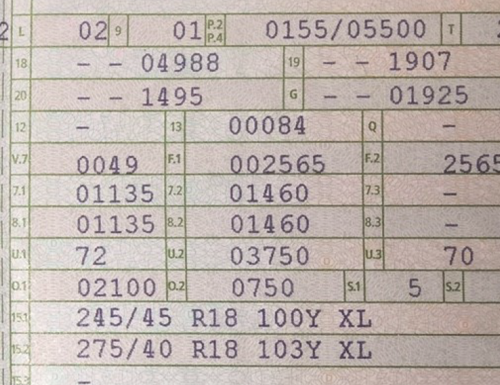 2 L 02 9 01 P.2 P.4 0155/05500 T
18 - - 04988 19 - - 1907
20 - - 1495 G - - 01925
12 - 13 00084 Q -
V.7 0049 F.1 002565 F.2 2565
7.1 01135 7.2 01460 7.3 -
8.1 01135 8.2 01460 8.3 -
U.1 72 U.2 03750 U.3 70
O.1 02100 O.2 0750 S.1 5 S.2
15.1 245/45 R18 100Y XL
15.2 275/40 R18 103Y XL
15.3 -